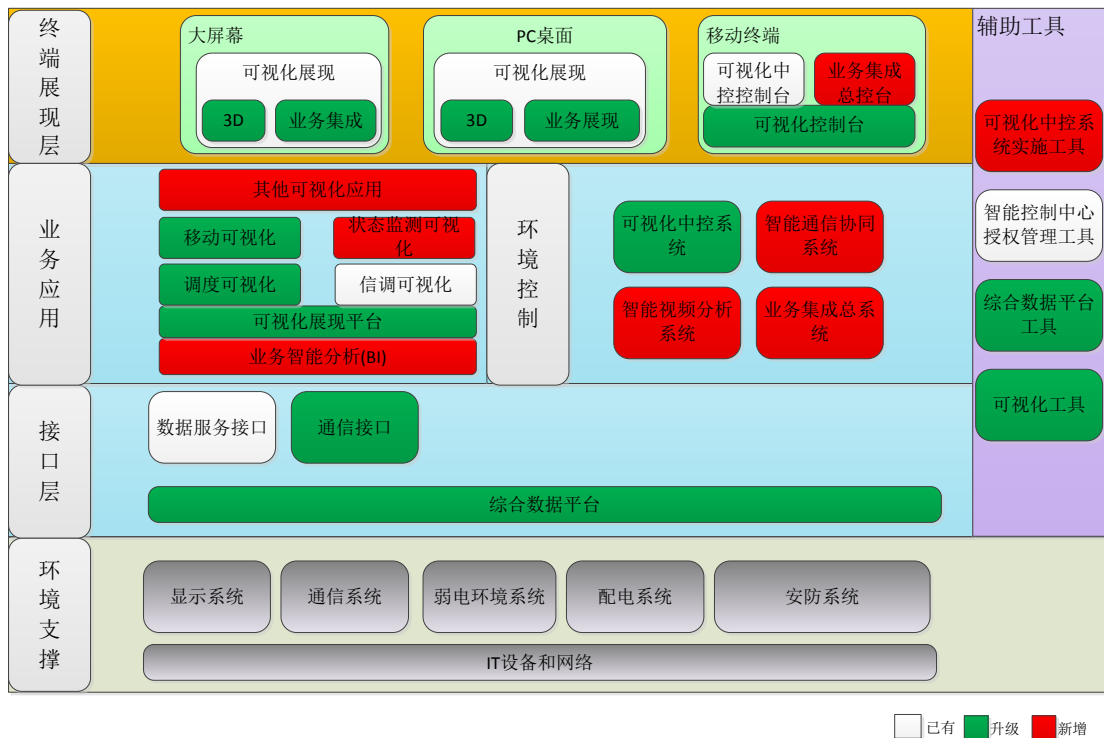 终
端
展
现
层
大屏幕
可视化展现
3D
业务集成
PC桌面
可视化展现
3D
业务展现
移动终端
可视化中
控控制台
业务集成
总控台
可视化控制台
辅助工具
可视化中控系
统实施工具
智能控制中心
授权管理工具
综合数据平台
工具
可视化工具
业
务
应
用
其他可视化应用
移动可视化
状态监测可视
化
调度可视化
信调可视化
可视化展现平台
业务智能分析(BI)
环
境
控
制
可视化中控系
统
智能通信协同
系统
智能视频分析
系统
业务集成总系
统
接
口
层
数据服务接口
通信接口
综合数据平台
环
境
支
撑
显示系统
通信系统
弱电环境系统
配电系统
安防系统
IT设备和网络
已有
升级
新增